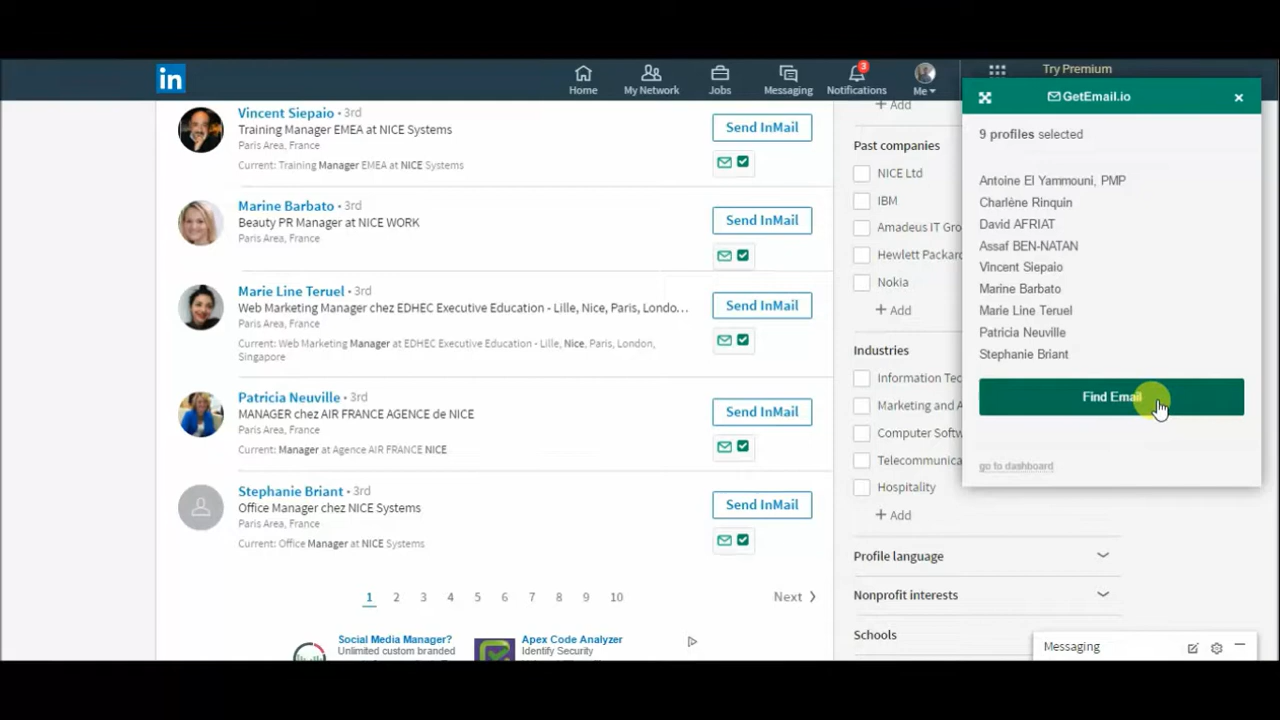 in
Home
My Network
Jobs
Messaging
3
Notifications
Me
Try Premium
Vincent Siepaio • 3rd
Training Manager EMEA at NICE Systems
Paris Area, France
Current: Training Manager EMEA at NICE Systems
Send InMail
Marine Barbato • 3rd
Beauty PR Manager at NICE WORK
Paris Area, France
Send InMail
Marie Line Teruel • 3rd
Web Marketing Manager chez EDHEC Executive Education - Lille, Nice, Paris, Londo...
Paris Area, France
Current: Web Marketing Manager at EDHEC Executive Education - Lille, Nice, Paris, London,
Singapore
Send InMail
Patricia Neuville • 3rd
MANAGER chez AIR FRANCE AGENCE de NICE
Paris Area, France
Current: Manager at Agence AIR FRANCE NICE
Send InMail
Stephanie Briant • 3rd
Office Manager chez NICE Systems
Paris Area, France
Current: Office Manager at NICE Systems
Send InMail
1 2 3 4 5 6 7 8 9 10
Next
Social Media Manager?
Unlimited custom branded
Apex Code Analyzer
Identify Security
+ Add
Past companies
NICE Ltd
IBM
Amadeus IT Gro
Hewlett Packar
Nokia
+ Add
Industries
Information Tec
Marketing and A
Computer Softw
Telecommunica
Hospitality
+ Add
Profile language
Nonprofit interests
Schools
GetEmail.io
9 profiles selected
Antoine El Yammouni, PMP
Charlène Rinquin
David AFRIAT
Assaf BEN-NATAN
Vincent Siepaio
Marine Barbato
Marie Line Teruel
Patricia Neuville
Stephanie Briant
Find Email
go to dashboard
Messaging